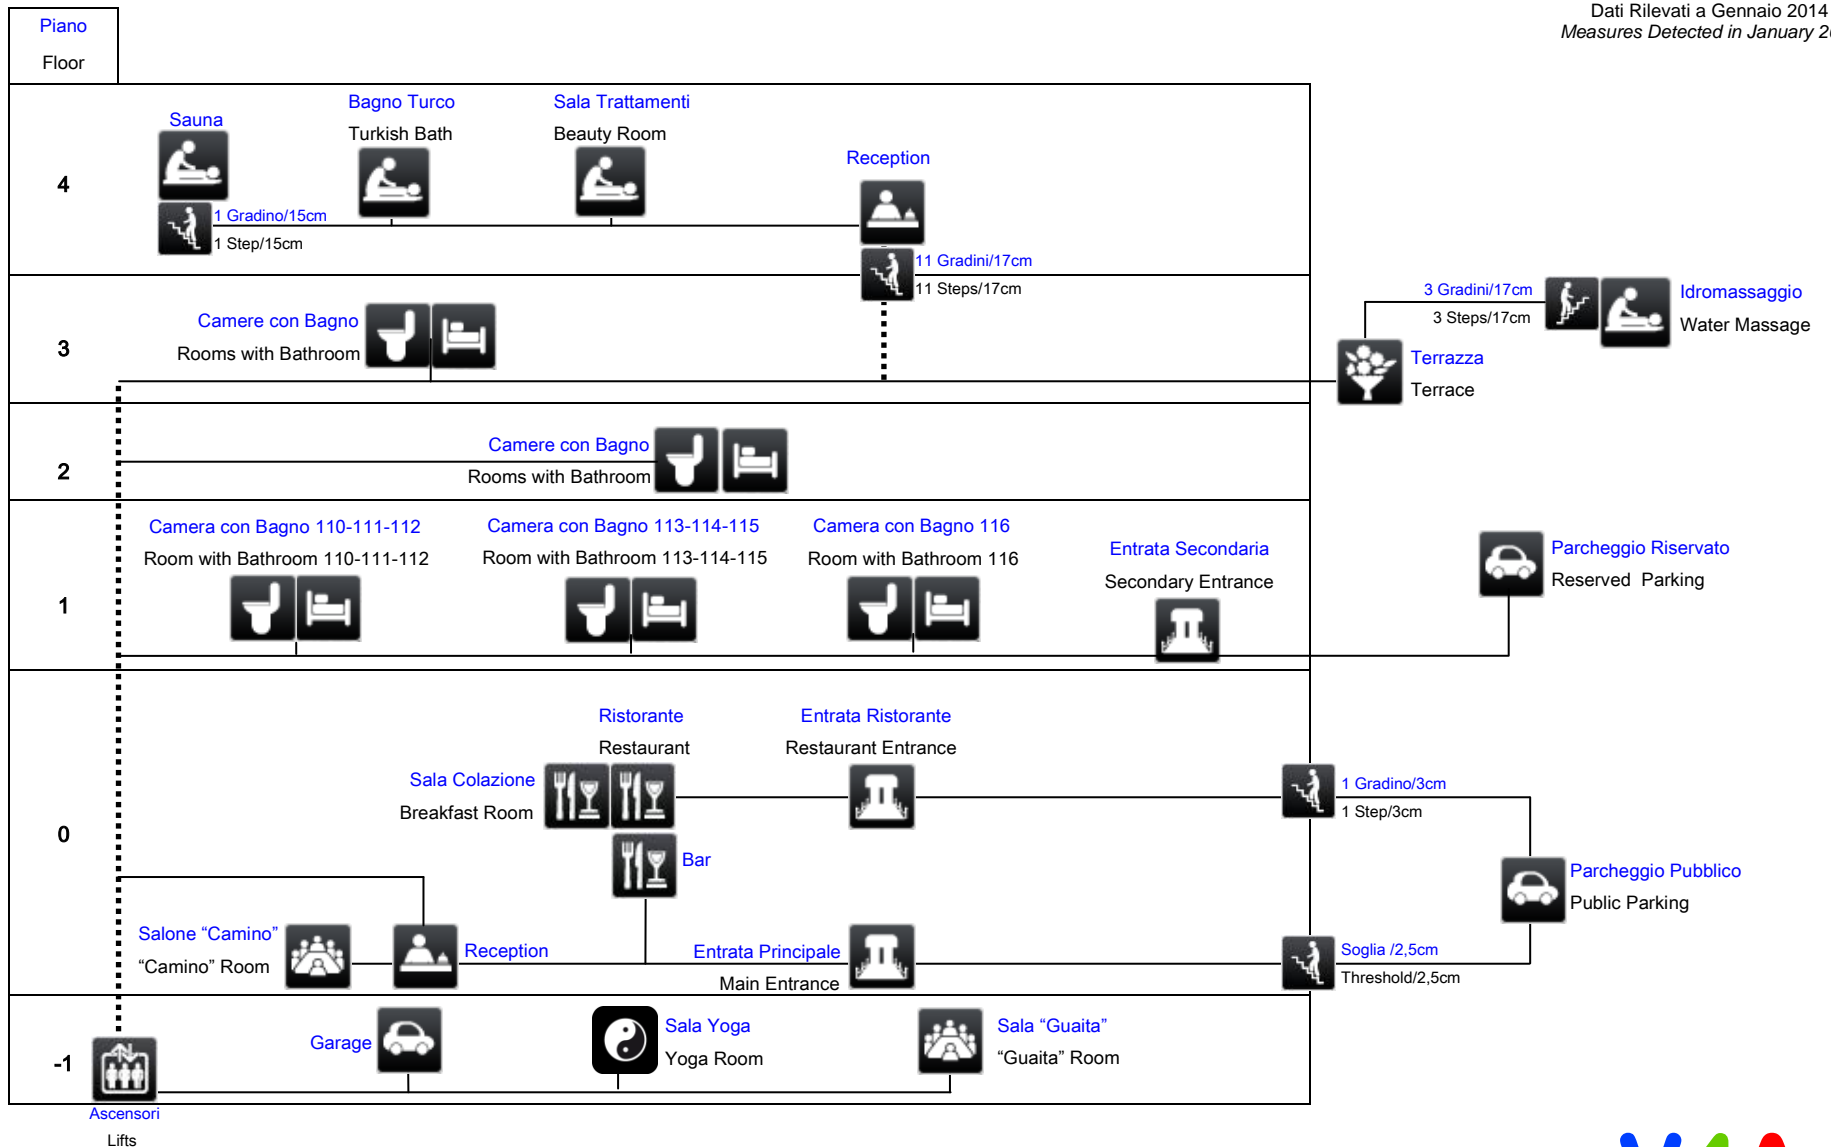 Dati Rilevati a Gennaio 2014
Measures Detected in January 2
Piano
Floor
4
Sauna
1 Gradino/15cm
1 Step/15cm
Bagno Turco
Turkish Bath
Sala Trattamenti
Beauty Room
Reception
11 Gradini/17cm
11 Steps/17cm
3
Camere con Bagno
Rooms with Bathroom
3 Gradini/17cm
3 Steps/17cm
Idromassaggio
Water Massage
Terrazza
Terrace
2
Camere con Bagno
Rooms with Bathroom
1
Camera con Bagno 110-111-112
Room with Bathroom 110-111-112
Camera con Bagno 113-114-115
Room with Bathroom 113-114-115
Camera con Bagno 116
Room with Bathroom 116
Entrata Secondaria
Secondary Entrance
Parcheggio Riservato
Reserved  Parking
0
Ristorante
Restaurant
Entrata Ristorante
Restaurant Entrance
Sala Colazione
Breakfast Room
1 Gradino/3cm
1 Step/3cm
Bar
Parcheggio Pubblico
Public Parking
Salone “Camino”
“Camino” Room
Reception
Entrata Principale
Main Entrance
Soglia /2,5cm
Threshold/2,5cm
-1
Garage
Sala Yoga
Yoga Room
Sala “Guaita”
“Guaita” Room
Ascensori
Lifts